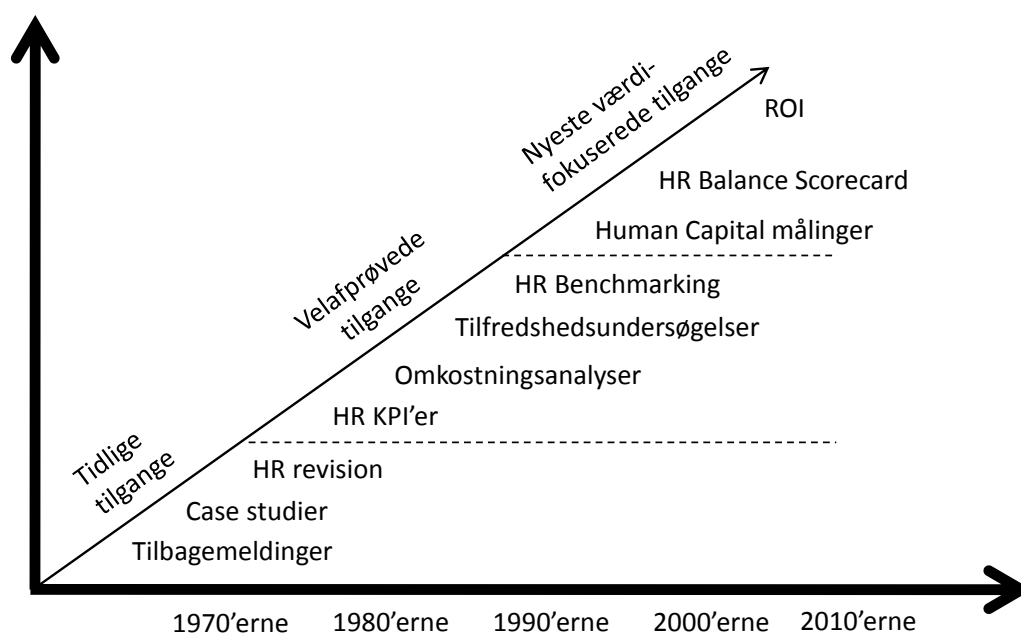 Nyeste værdi-
fokuserede tilgange
ROI
HR Balance Scorecard
Human Capital målinger
Velafprøvede
tilgange
HR Benchmarking
Tilfredshedsundersøgelser
Omkostningsanalyser
HR KPI’er
Tidlige
tilgange
HR revision
Case studier
Tilbagemeldinger
1970’erne 1980’erne 1990’erne 2000’erne 2010’erne